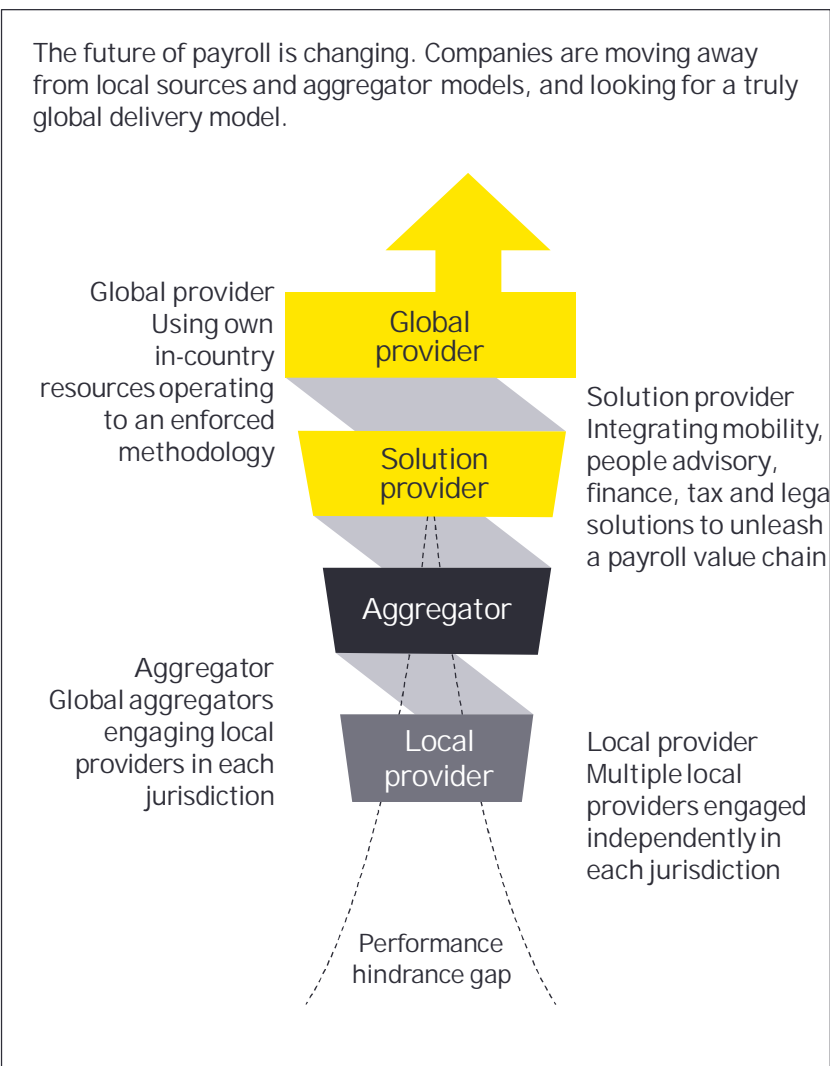 The future of payroll is changing. Companies are moving away
from local sources and aggregator models, and looking for a truly
global delivery model.
Global provider
Using own
in-country
resources operating
to an enforced
methodology
Global
provider
Solution provider
Integrating mobility,
people advisory,
finance, tax and lega
solutions to unleash
a payroll value chain
Solution
provider
Aggregator
Aggregator
Global aggregators
engaging local
providers in each
jurisdiction
Local
provider
Local provider
Multiple local
providers engaged
independently in
each jurisdiction
Performance
hindrance gap